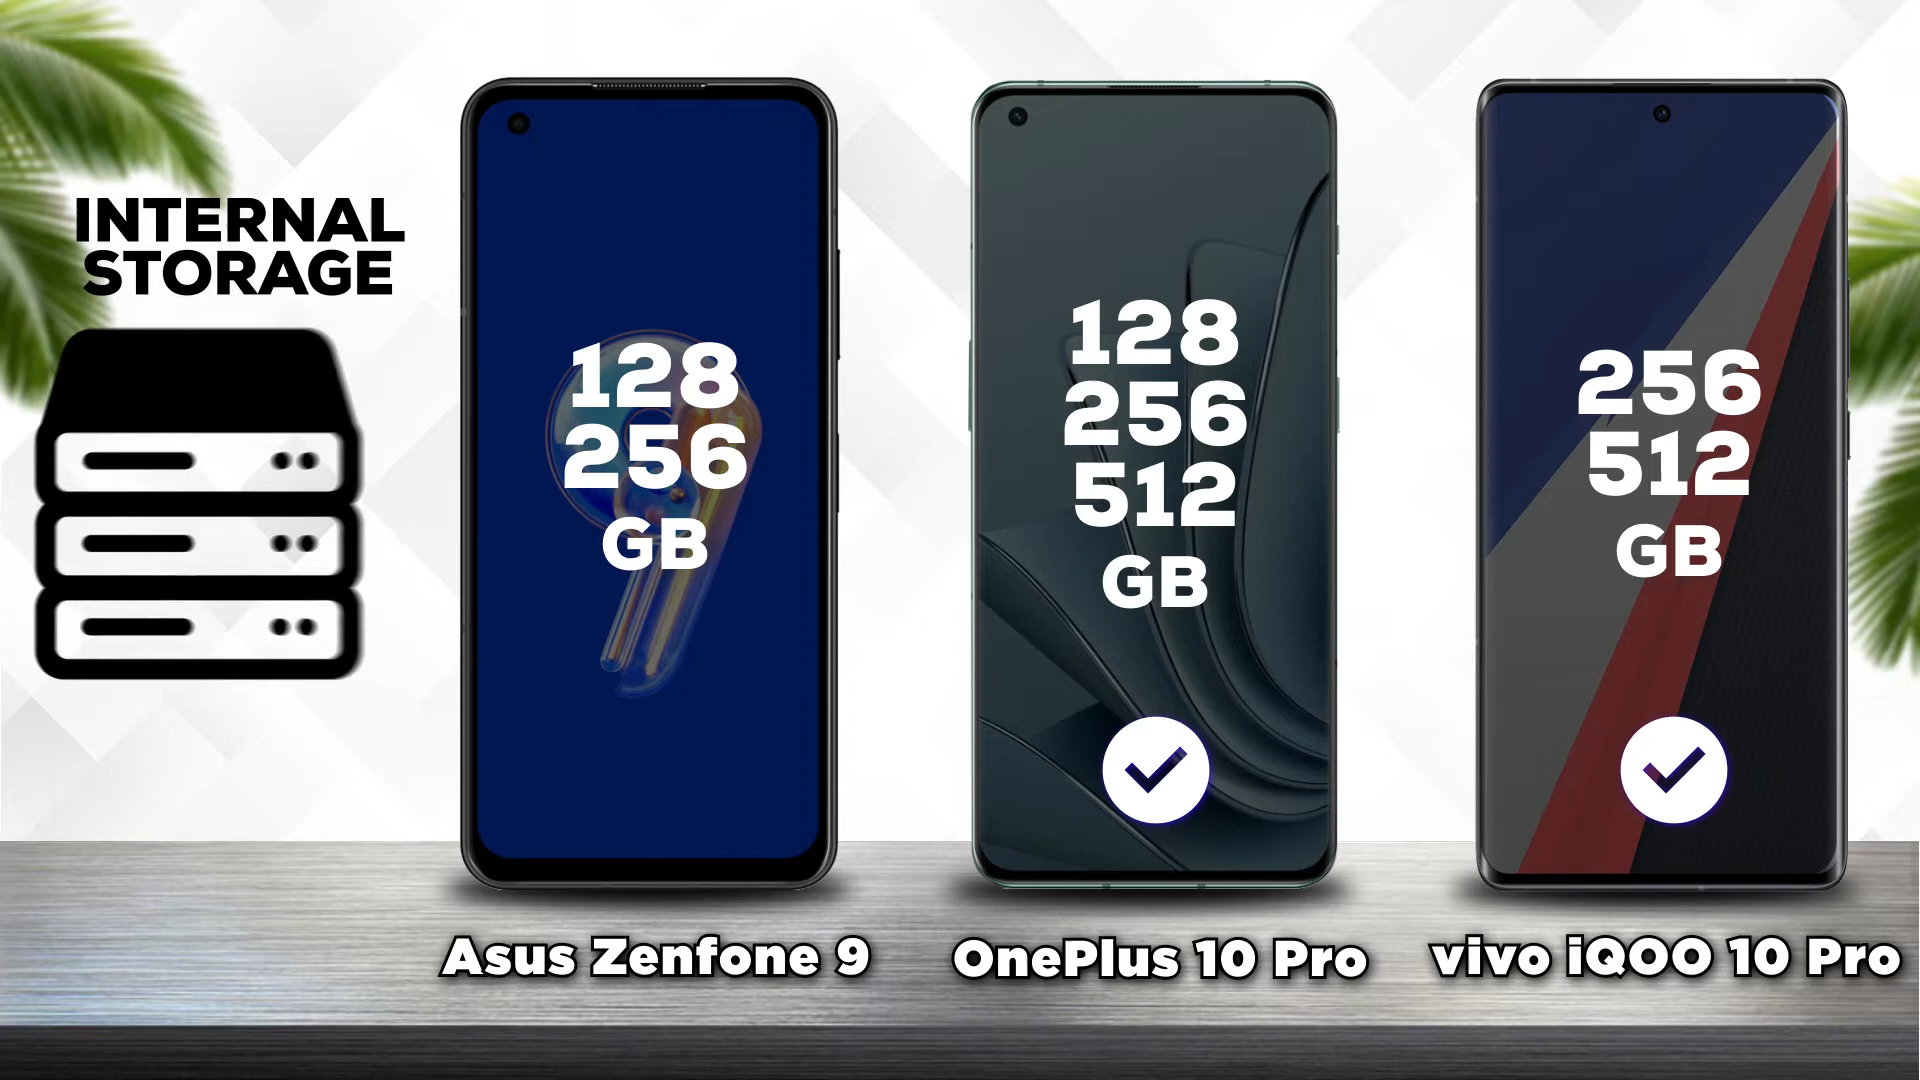 INTERNAL
STORAGE
128
256
GB
128
256
512
GB
256
512
GB
Asus Zenfone 9
OnePlus 10 Pro
vivo iQOO 10 Pro